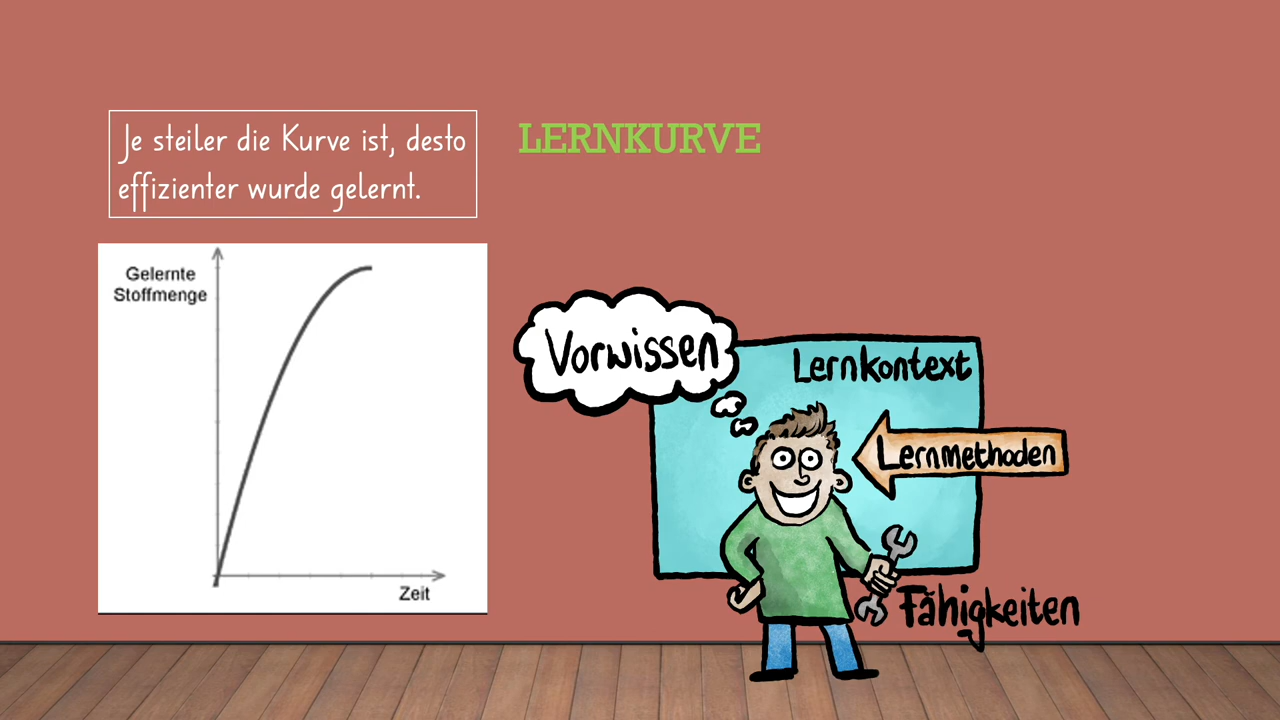 Je steiler die Kurve ist, desto
effizienter wurde gelernt.
LERNKURVE
Gelernte
Stoffmenge
Zeit
Vorwissen
Lernkontext
Lernmethoden
Fähigkeiten